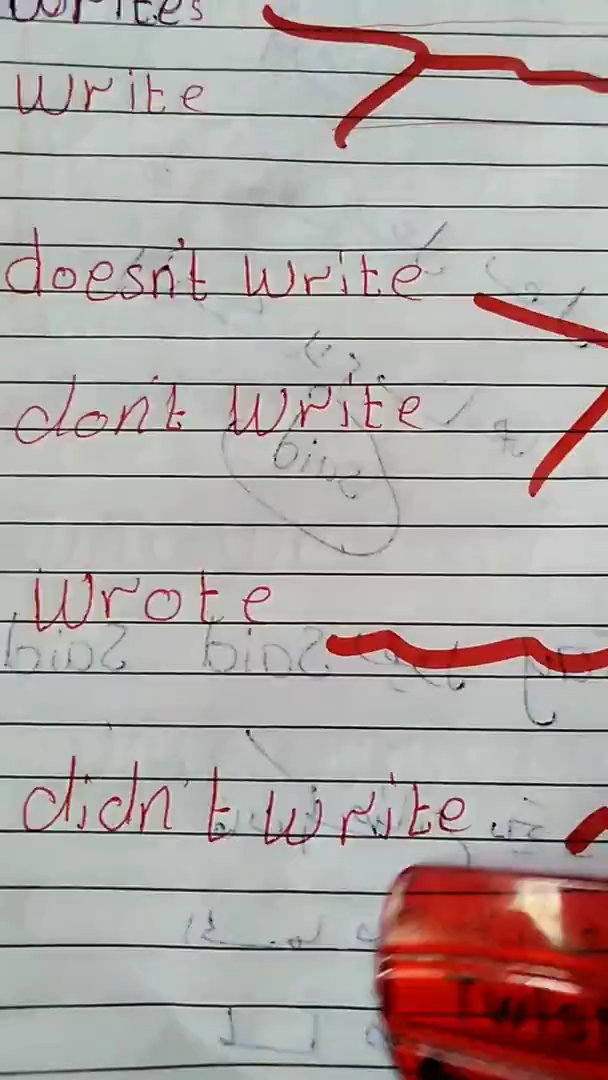 writes
write
doesn't write
don't write
wrote
didn't write